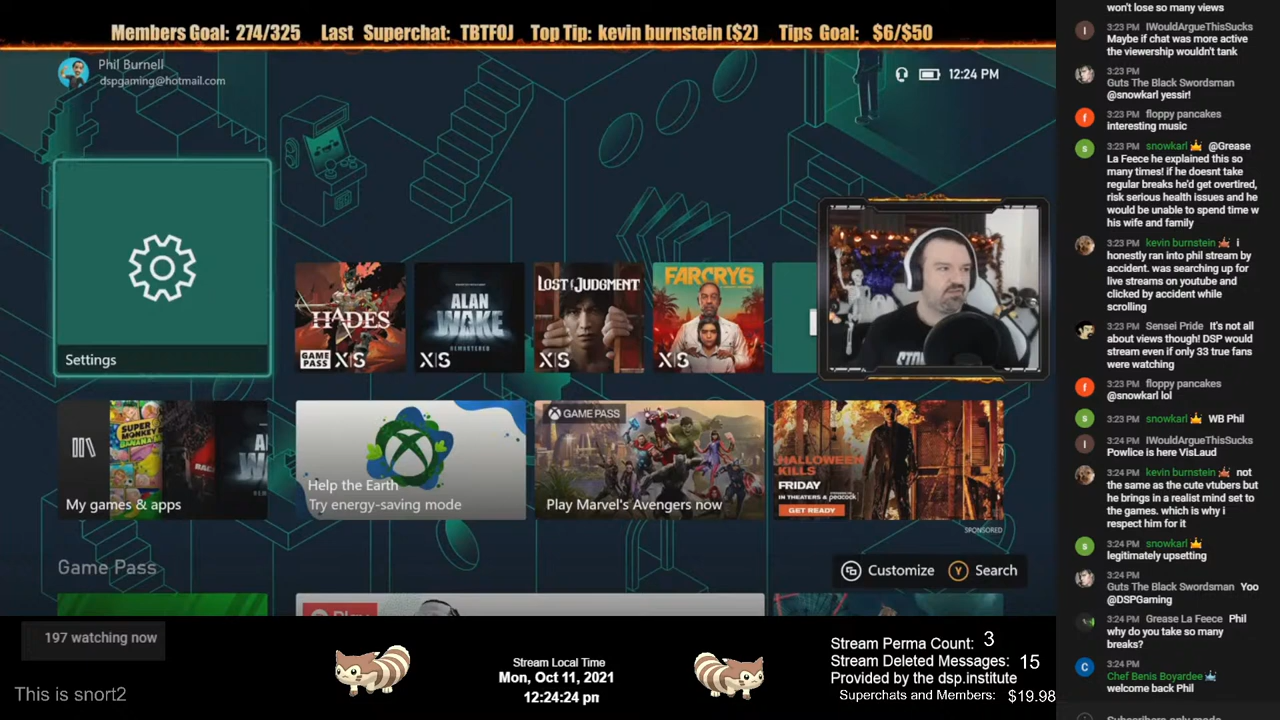 Members Goal: 274/325 Last Superchat: TBTFOJ Top Tip: kevin burnstein ($2) Tips Goal: $6/$50
Phil Burnell
dspgaming@hotmail.com
12:24 PM
Settings
HADES
GAME PASS
X|S
ALAN WAKE
REMASTERED
X|S
LOST JUDGMENT
X|S
FARCRY6
X|S
SUPER MONKEY BALL
BANANA
My games & apps
Help the Earth
Try energy-saving mode
GAME PASS
Play Marvel's Avengers now
HALLOWEEN
KILLS
FRIDAY
IN THEATERS & peacock
GET READY
SPONSORED
Game Pass
Customize
Y Search
Play
197 watching now
This is snort2
Stream Local Time
Mon, Oct 11, 2021
12:24:24 pm
Stream Perma Count: 3
Stream Deleted Messages: 15
Provided by the dsp.institute
Superchats and Members: $19.98
won't lose so many views
I
3:23 PM IWouldArgueThisSucks
Maybe if chat was more active
the viewership wouldn't tank
3:23 PM
Guts The Black Swordsman
@snowkarl yessir!
f
3:23 PM floppy pancakes
interesting music
s
3:23 PM snowkarl @Grease
La Feece he explained this so
many times! if he doesnt take
regular breaks he'd get overtired,
risk serious health issues and he
would be unable to spend time w
his wife and family
3:23 PM kevin burnstein i
honestly ran into phil stream by
accident. was searching up for
live streams on youtube and
clicked by accident while
scrolling
3:23 PM Sensei Pride It's not all
about views though! DSP would
stream even if only 33 true fans
were watching
f
3:23 PM floppy pancakes
@snowkarl lol
s
3:23 PM snowkarl WB Phil
I
3:24 PM IWouldArgueThisSucks
Powlice is here VisLaud
3:24 PM kevin burnstein not
the same as the cute vtubers but
he brings in a realist mind set to
the games. which is why i
respect him for it
s
3:24 PM snowkarl
legitimately upsetting
3:24 PM
Guts The Black Swordsman Yoo
@DSPGaming
3:24 PM Grease La Feece Phil
why do you take so many
breaks?
C
3:24 PM
Chef Benis Boyardee
welcome back Phil
Subscribers-only mode